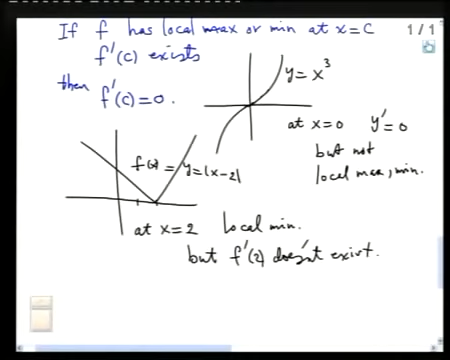 If f has local max or min at x=c
1/1
f'(c) exists
then f'(c)=0.
y=x³
at x=0 y'=0
but not
local max, min.
f(x) = y=|x-2|
at x=2 local min.
but f'(2) doesn't exist.